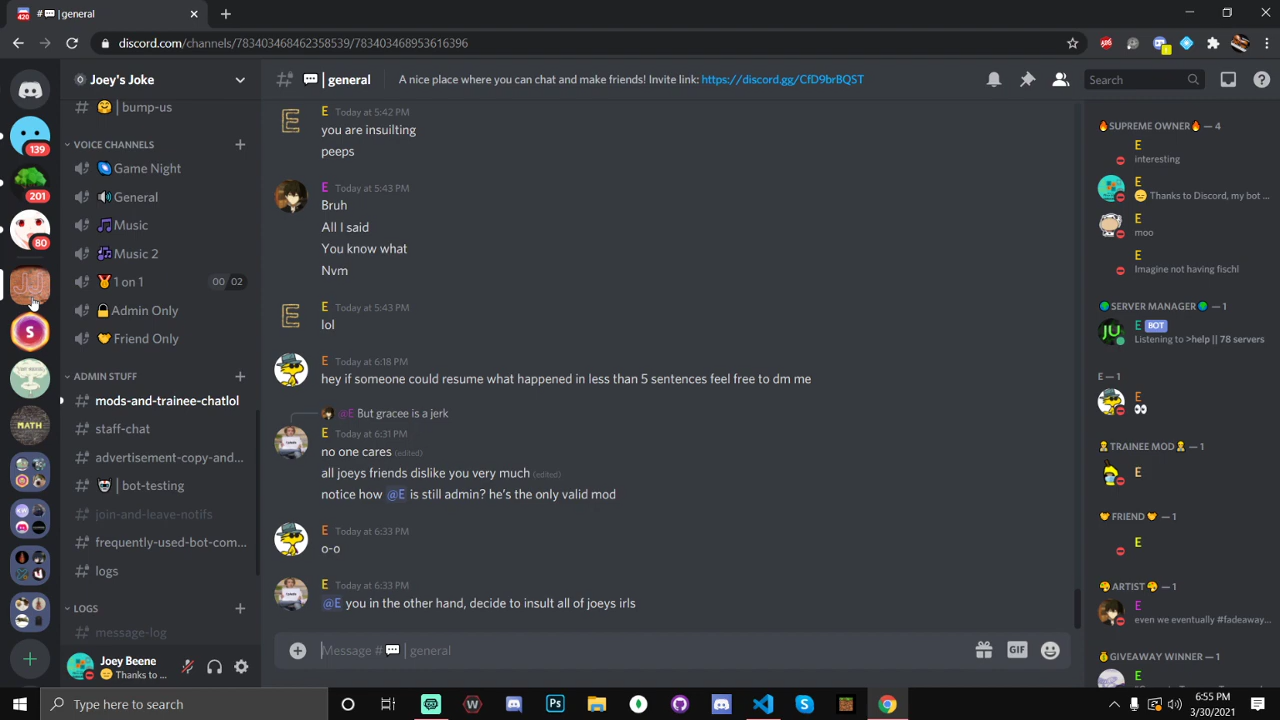 420
# 💬 | general
discord.com/channels/783403468462358539/783403468953616396
1
139
201
80
JJ
S
MATH
Joey's Joke
🤗 | bump-us
VOICE CHANNELS
Game Night
General
Music
Music 2
1 on 1 00 02
Admin Only
Friend Only
ADMIN STUFF
mods-and-trainee-chatlol
staff-chat
advertisement-copy-and...
| bot-testing
join-and-leave-notifs
frequently-used-bot-com...
logs
LOGS
message-log
Joey Beene
😑 Thanks to ...
💬 | general
A nice place where you can chat and make friends! Invite link: https://discord.gg/CfD9brBQST
Search
E Today at 5:42 PM
you are insuilting
peeps
E Today at 5:43 PM
Bruh
All I said
You know what
Nvm
E Today at 5:43 PM
lol
E Today at 6:18 PM
hey if someone could resume what happened in less than 5 sentences feel free to dm me
@E But gracee is a jerk
E Today at 6:31 PM
no one cares (edited)
all joeys friends dislike you very much (edited)
notice how @E is still admin? he's the only valid mod
E Today at 6:33 PM
o-o
E Today at 6:33 PM
@E you in the other hand, decide to insult all of joeys irls
Message # 💬 | general
GIF
🔥SUPREME OWNER🔥 — 4
E
interesting
E
😑 Thanks to Discord, my bot ...
E
moo
E
Imagine not having fischl
🌎SERVER MANAGER🌎 — 1
E BOT
Listening to >help || 78 servers
E — 1
E
👀
TRAINEE MOD — 1
E
FRIEND — 1
E
🎨ARTIST🎨 — 1
E
even we eventually #fadeaway...
💰GIVEAWAY WINNER — 1
E
Type here to search
6:55 PM
3/30/2021